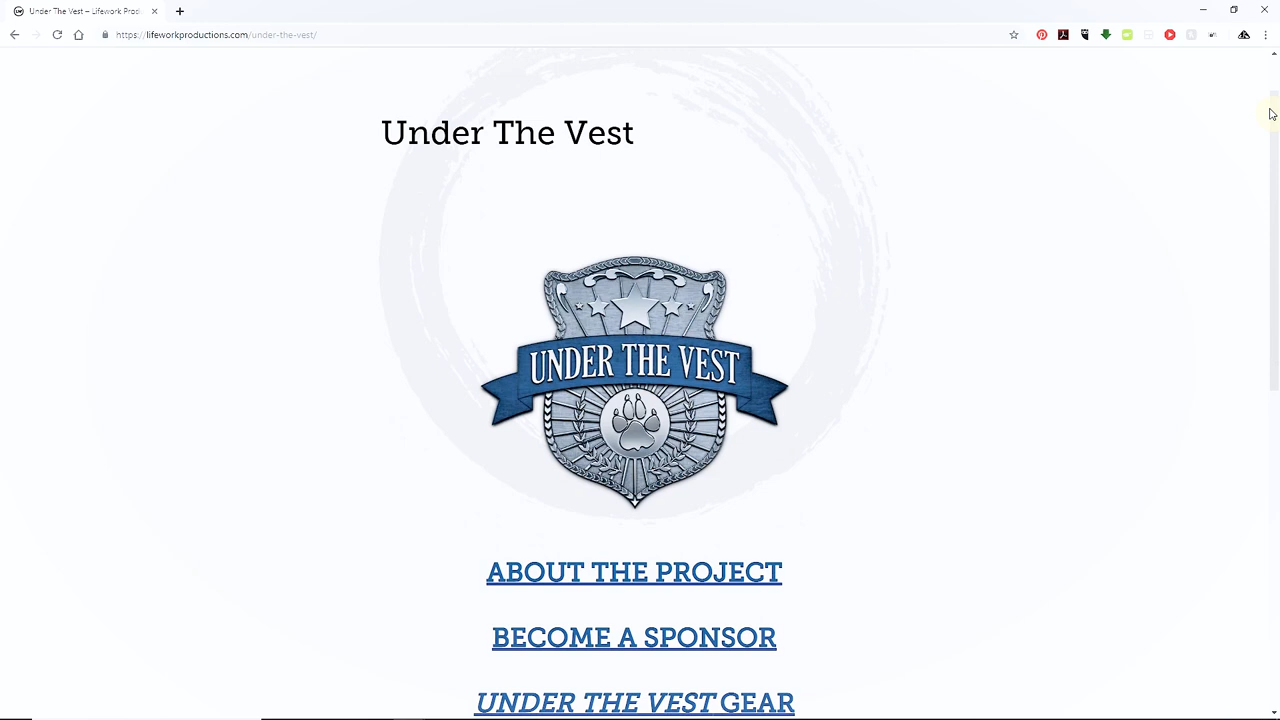 Under The Vest – Lifework Prod
https://lifeworkproductions.com/under-the-vest/
Under The Vest
UNDER THE VEST
ABOUT THE PROJECT
BECOME A SPONSOR
UNDER THE VEST GEAR